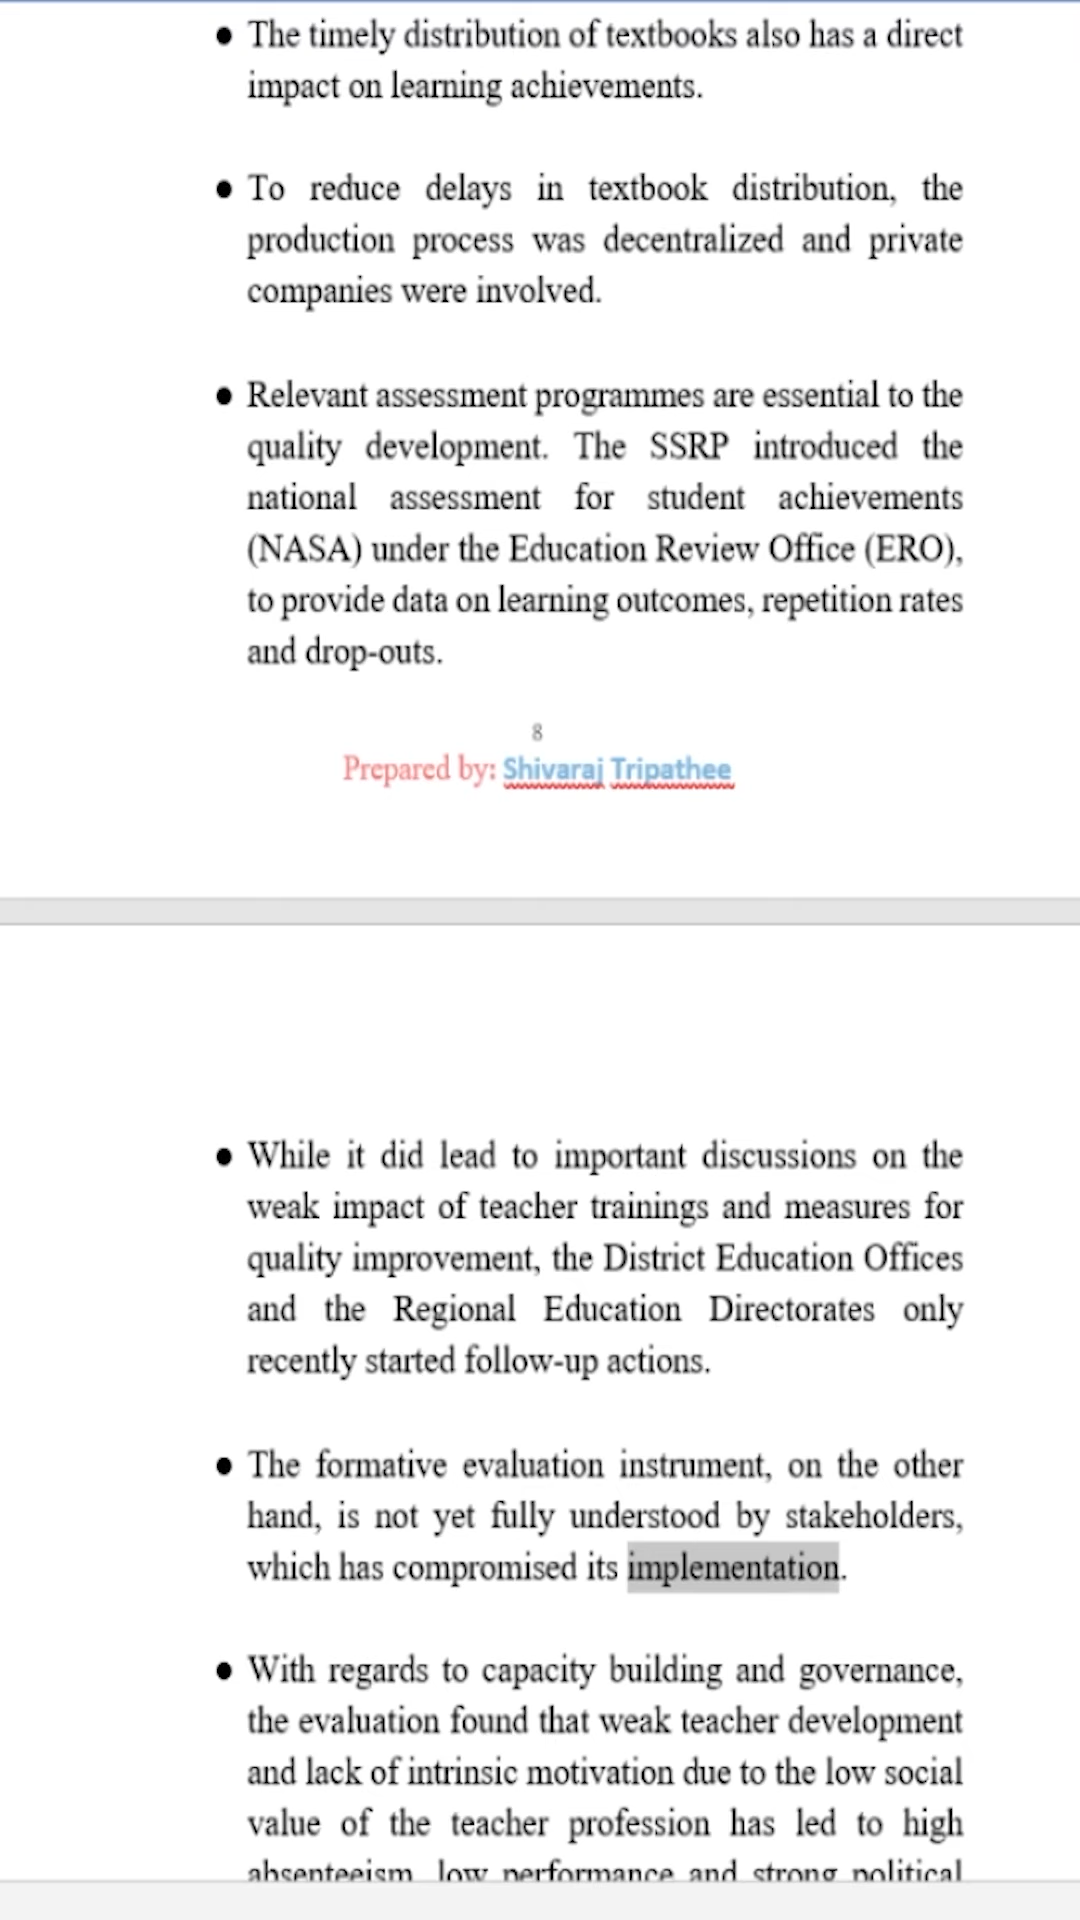 ● The timely distribution of textbooks also has a direct
impact on learning achievements.
● To reduce delays in textbook distribution, the
production process was decentralized and private
companies were involved.
● Relevant assessment programmes are essential to the
quality development. The SSRP introduced the
national assessment for student achievements
(NASA) under the Education Review Office (ERO),
to provide data on learning outcomes, repetition rates
and drop-outs.
8
Prepared by: Shivaraj Tripathee
● While it did lead to important discussions on the
weak impact of teacher trainings and measures for
quality improvement, the District Education Offices
and the Regional Education Directorates only
recently started follow-up actions.
● The formative evaluation instrument, on the other
hand, is not yet fully understood by stakeholders,
which has compromised its implementation.
● With regards to capacity building and governance,
the evaluation found that weak teacher development
and lack of intrinsic motivation due to the low social
value of the teacher profession has led to high
absenteeism, low performance and strong political